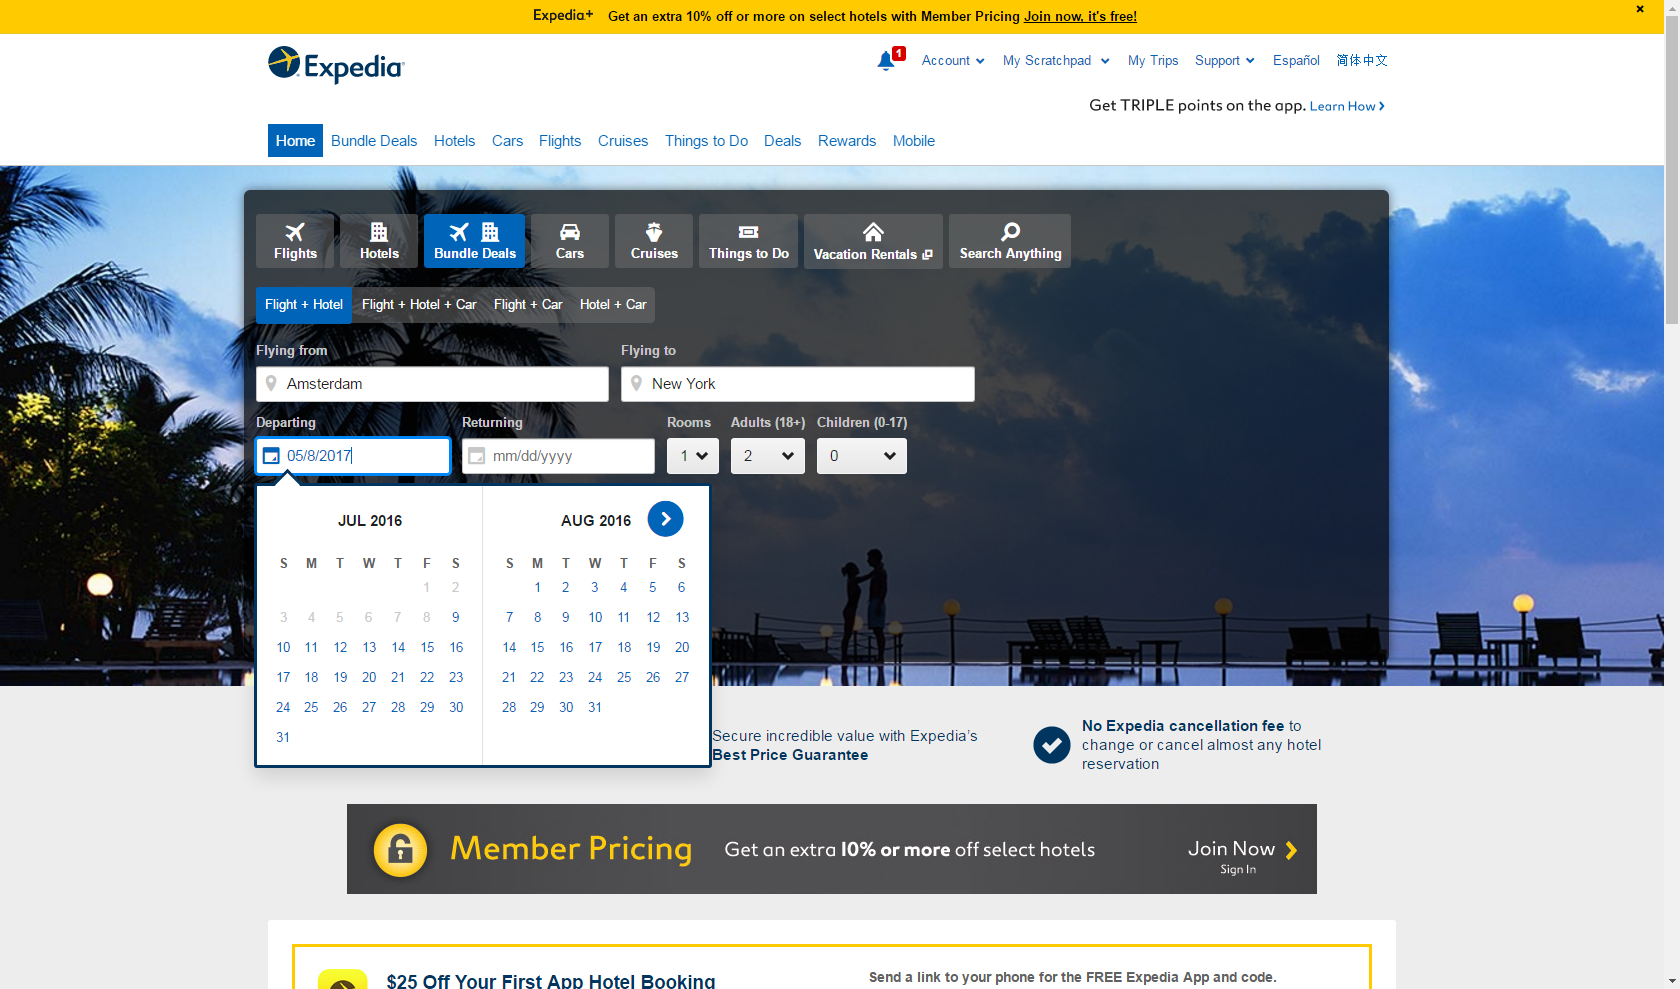 Expedia+ Get an extra 10% off or more on select hotels with Member Pricing Join now, it's free!
Expedia
1 Account My Scratchpad My Trips Support Español 简体中文
Get TRIPLE points on the app. Learn How
Home Bundle Deals Hotels Cars Flights Cruises Things to Do Deals Rewards Mobile
Flights Hotels Bundle Deals Cars Cruises Things to Do Vacation Rentals Search Anything
Flight + Hotel Flight + Hotel + Car Flight + Car Hotel + Car
Flying from Flying to
Amsterdam New York
Departing Returning Rooms Adults (18+) Children (0-17)
05/8/2017 mm/dd/yyyy 1 2 0
JUL 2016
S M T W T F S
1 2
3 4 5 6 7 8 9
10 11 12 13 14 15 16
17 18 19 20 21 22 23
24 25 26 27 28 29 30
31
AUG 2016
S M T W T F S
1 2 3 4 5 6
7 8 9 10 11 12 13
14 15 16 17 18 19 20
21 22 23 24 25 26 27
28 29 30 31
Secure incredible value with Expedia's
Best Price Guarantee
No Expedia cancellation fee to
change or cancel almost any hotel
reservation
Member Pricing Get an extra 10% or more off select hotels Join Now
Sign In
$25 Off Your First App Hotel Booking
Send a link to your phone for the FREE Expedia App and code.